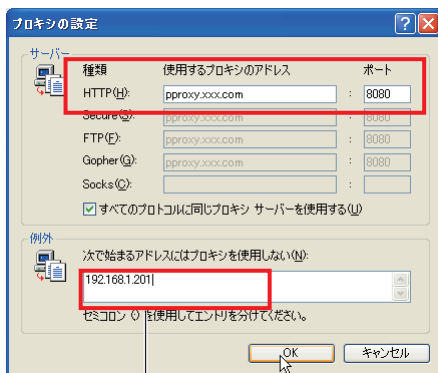 プロキシの設定
サーバー
種類 使用するプロキシのアドレス ポート
HTTP(H): pproxy.xxx.com : 8080
Secure(S): pproxy.xxx.com : 8080
FTP(F): pproxy.xxx.com : 8080
Gopher(G): pproxy.xxx.com : 8080
Socks(C): :
すべてのプロトコルに同じプロキシ サーバーを使用する(U)
例外
次で始まるアドレスにはプロキシを使用しない(N):
192.168.1.201
セミコロン (;) を使用してエントリを分けてください。
OK キャンセル